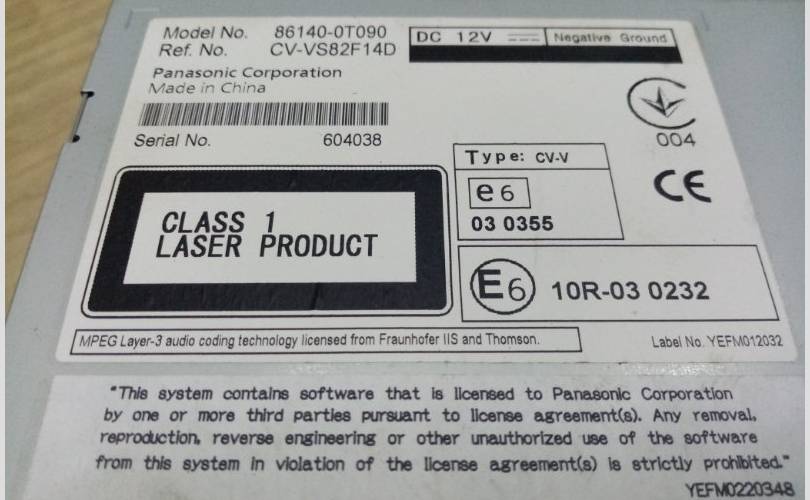 Model No. 86140-0T090
Ref. No. CV-VS82F14D
DC 12V Negative Ground
Panasonic Corporation
Made in China
Serial No. 604038
004
Type: CV-V
e6
03 0355
CE
CLASS 1
LASER PRODUCT
E6 10R-03 0232
MPEG Layer-3 audio coding technology licensed from Fraunhofer IIS and Thomson.
Label No. YEFM012032
"This system contains software that is licensed to Panasonic Corporation
by one or more third parties pursuant to license agreement(s). Any removal,
reproduction, reverse engineering or other unauthorized use of the software
from this system in violation of the license agreement(s) is strictly prohibited."
YEFM0220348